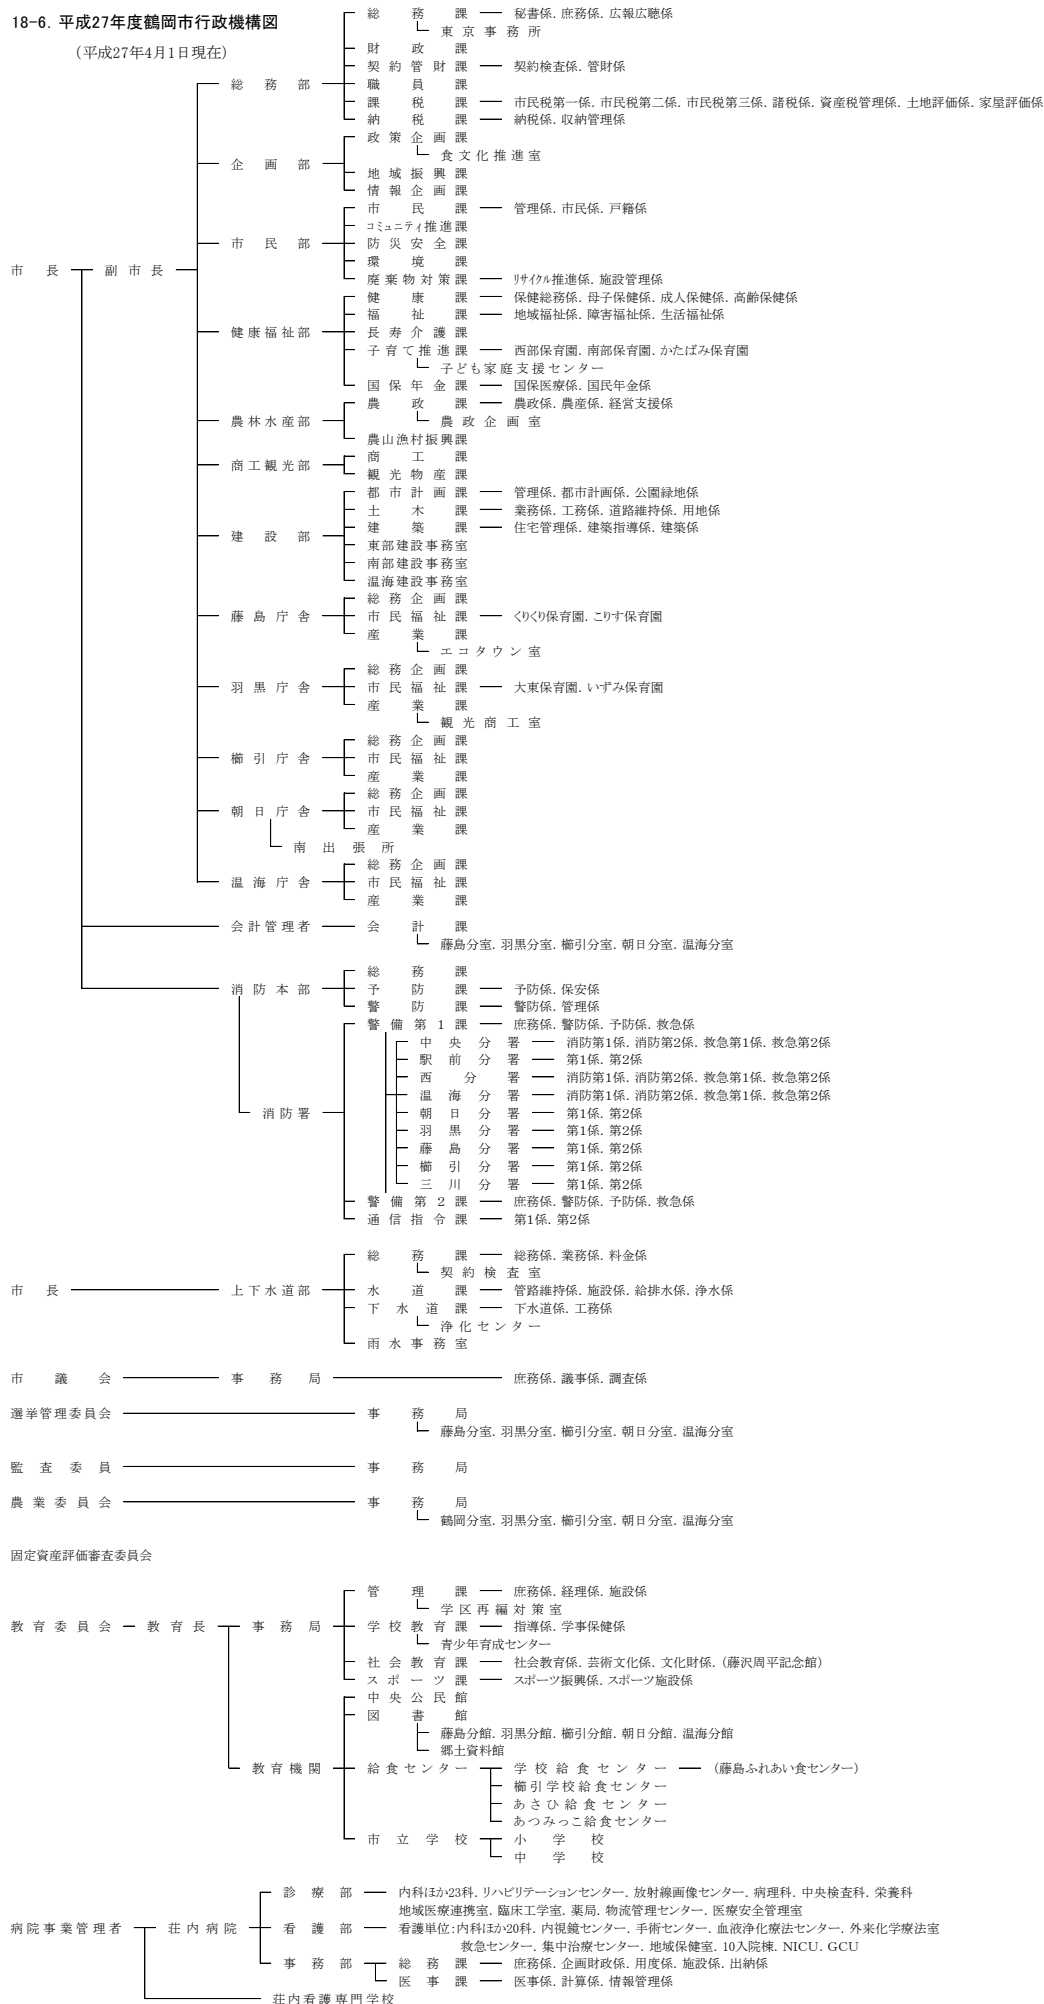 18-6. 平成27年度鶴岡市行政機構図
(平成27年4月1日現在)
総務課 秘書係. 庶務係. 広報広聴係
東京事務所
財政課
契約管財課 契約検査係. 管財係
総務部 職員課
課税課 市民税第一係. 市民税第二係. 市民税第三係. 諸税係. 資産税管理係. 土地評価係. 家屋評価係
納税課 納税係. 収納管理係
政策企画課
食文化推進室
企画部
地域振興課
情報企画課
市民課 管理係. 市民係. 戸籍係
コミュニティ推進課
市民部 防災安全課
環境課
市長 副市長
廃棄物対策課 リサイクル推進係. 施設管理係
健康課 保健総務係. 母子保健係. 成人保健係. 高齢保健係
福祉課 地域福祉係. 障害福祉係. 生活福祉係
健康福祉部 長寿介護課
子育て推進課 西部保育園. 南部保育園. かたばみ保育園
子ども家庭支援センター
国保年金課 国保医療係. 国民年金係
農政課 農政係. 農産係. 経営支援係
農林水産部 農政企画室
農山漁村振興課
商工課
商工観光部
観光物産課
都市計画課 管理係. 都市計画係. 公園緑地係
土木課 業務係. 工務係. 道路維持係. 用地係
建設部 建築課 住宅管理係. 建築指導係. 建築係
東部建設事務室
南部建設事務室
温海建設事務室
総務企画課
藤島庁舎 市民福祉課 くりくり保育園. こりす保育園
産業課
エコタウン室
総務企画課
羽黒庁舎 市民福祉課 大東保育園. いずみ保育園
産業課
観光商工室
総務企画課
櫛引庁舎 市民福祉課
産業課
総務企画課
朝日庁舎 市民福祉課
産業課
南出張所
総務企画課
温海庁舎 市民福祉課
産業課
会計管理者 会計課
藤島分室. 羽黒分室. 櫛引分室. 朝日分室. 温海分室
総務課
消防本部 予防課 予防係. 保安係
警防課 警防係. 管理係
警備第1課 庶務係. 警防係. 予防係. 救急係
中央分署 消防第1係. 消防第2係. 救急第1係. 救急第2係
駅前分署 第1係. 第2係
西分署 消防第1係. 消防第2係. 救急第1係. 救急第2係
温海分署 消防第1係. 消防第2係. 救急第1係. 救急第2係
消防署 朝日分署 第1係. 第2係
羽黒分署 第1係. 第2係
藤島分署 第1係. 第2係
櫛引分署 第1係. 第2係
三川分署 第1係. 第2係
警備第2課 庶務係. 警防係. 予防係. 救急係
通信指令課 第1係. 第2係
総務課 総務係. 業務係. 料金係
契約検査室
市長 上下水道部 水道課 管路維持係. 施設係. 給排水係. 浄水係
下水道課 下水道係. 工務係
浄化センター
雨水事務室
市議会 事務局 庶務係. 議事係. 調査係
選挙管理委員会 事務局
藤島分室. 羽黒分室. 櫛引分室. 朝日分室. 温海分室
監査委員 事務局
農業委員会 事務局
鶴岡分室. 羽黒分室. 櫛引分室. 朝日分室. 温海分室
固定資産評価審査委員会
管理課 庶務係. 経理係. 施設係
学区再編対策室
教育委員会 教育長 事務局 学校教育課 指導係. 学事保健係
青少年育成センター
社会教育課 社会教育係. 芸術文化係. 文化財係. (藤沢周平記念館)
スポーツ課 スポーツ振興係. スポーツ施設係
中央公民館
図書館
藤島分館. 羽黒分館. 櫛引分館. 朝日分館. 温海分館
郷土資料館
教育機関 給食センター 学校給食センター (藤島ふれあい食センター)
櫛引学校給食センター
あさひ給食センター
あつみっこ給食センター
市立学校 小学校
中学校
診療部 内科ほか23科. リハビリテーションセンター. 放射線画像センター. 病理科. 中央検査科. 栄養科
地域医療連携室. 臨床工学室. 薬局. 物流管理センター. 医療安全管理室
病院事業管理者 荘内病院 看護部 看護単位:内科ほか20科. 内視鏡センター. 手術センター. 血液浄化療法センター. 外来化学療法室
救急センター. 集中治療センター. 地域保健室. 10入院棟. NICU. GCU
事務部 総務課 庶務係. 企画財政係. 用度係. 施設係. 出納係
医事課 医事係. 計算係. 情報管理係
荘内看護専門学校